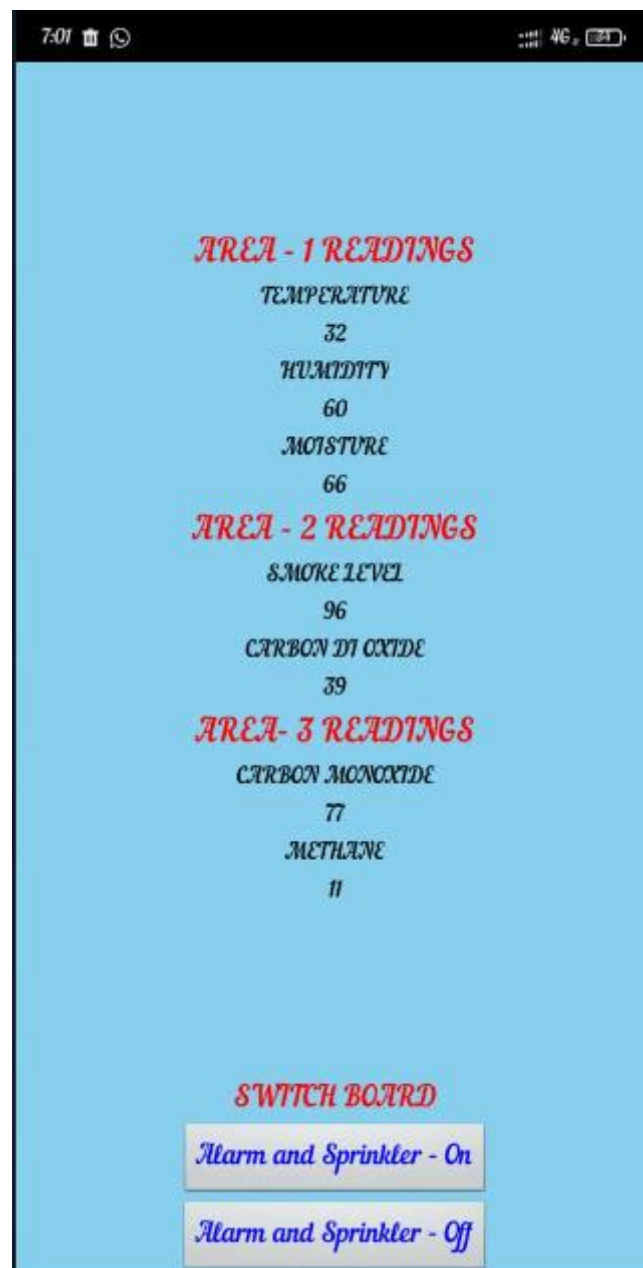 7:01
4G
AREA - 1 READINGS
TEMPERATURE
32
HUMIDITY
60
MOISTURE
66
AREA - 2 READINGS
SMOKE LEVEL
96
CARBON DI OXIDE
39
AREA- 3 READINGS
CARBON MONOXIDE
77
METHANE
11
SWITCH BOARD
Alarm and Sprinkler - On
Alarm and Sprinkler - Off